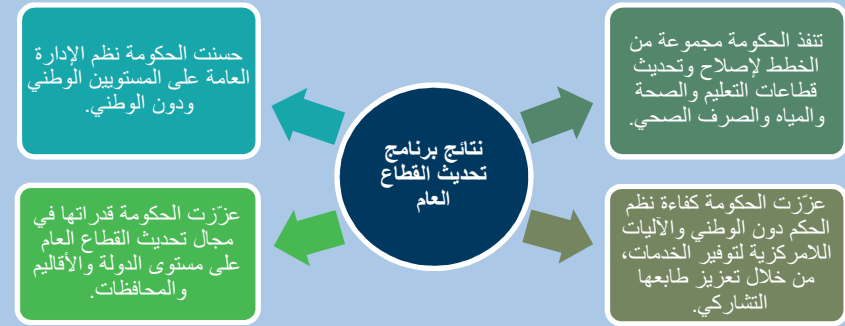 تنفذ الحكومة مجموعة من
الخطط لإصلاح وتحديث
قطاعات التعليم والصحة
والمياه والصرف الصحي.
حسنت الحكومة نظم الإدارة
العامة على المستويين الوطني
ودون الوطني.
نتائج برنامج
تحديث القطاع
العام
عزّزت الحكومة كفاءة نظم
الحكم دون الوطني والآليات
اللامركزية لتوفير الخدمات،
من خلال تعزيز طابعها
التشاركي.
عزّزت الحكومة قدراتها في
مجال تحديث القطاع العام
على مستوى الدولة والأقاليم
والمحافظات.